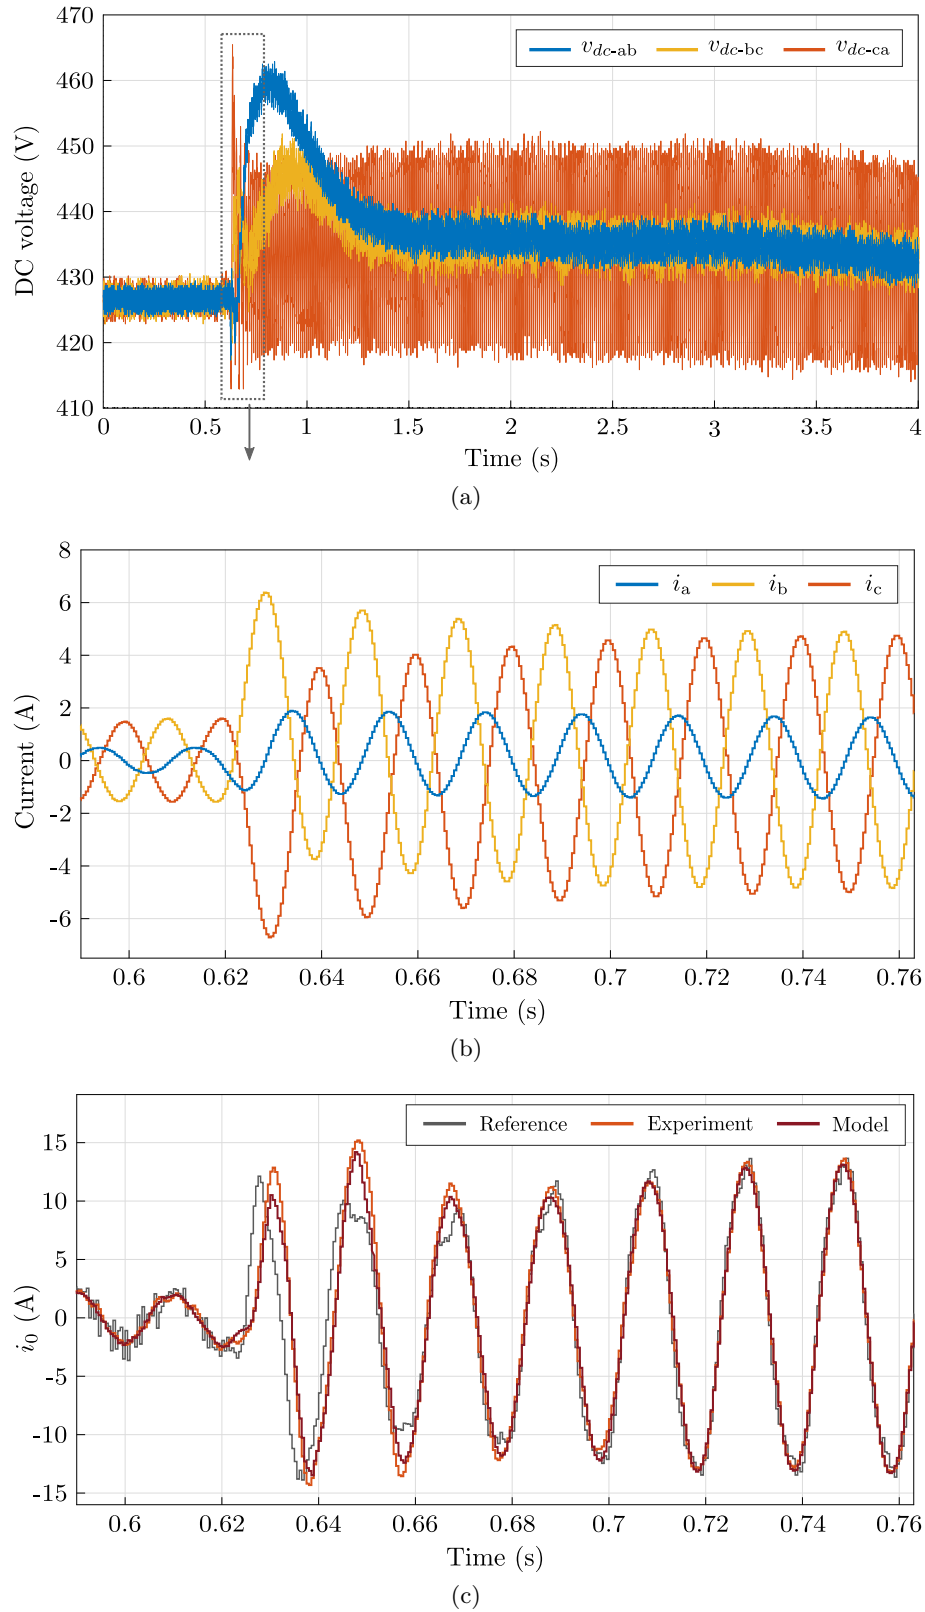 470
460
450
440
430
420
410
DC voltage (V)
v_dc-ab v_dc-bc v_dc-ca
0 0.5 1 1.5 2 2.5 3 3.5 4
Time (s)
(a)
8
6
4
2
0
-2
-4
-6
Current (A)
i_a i_b i_c
0.6 0.62 0.64 0.66 0.68 0.7 0.72 0.74 0.76
Time (s)
(b)
15
10
5
0
-5
-10
-15
i_0 (A)
Reference Experiment Model
0.6 0.62 0.64 0.66 0.68 0.7 0.72 0.74 0.76
Time (s)
(c)